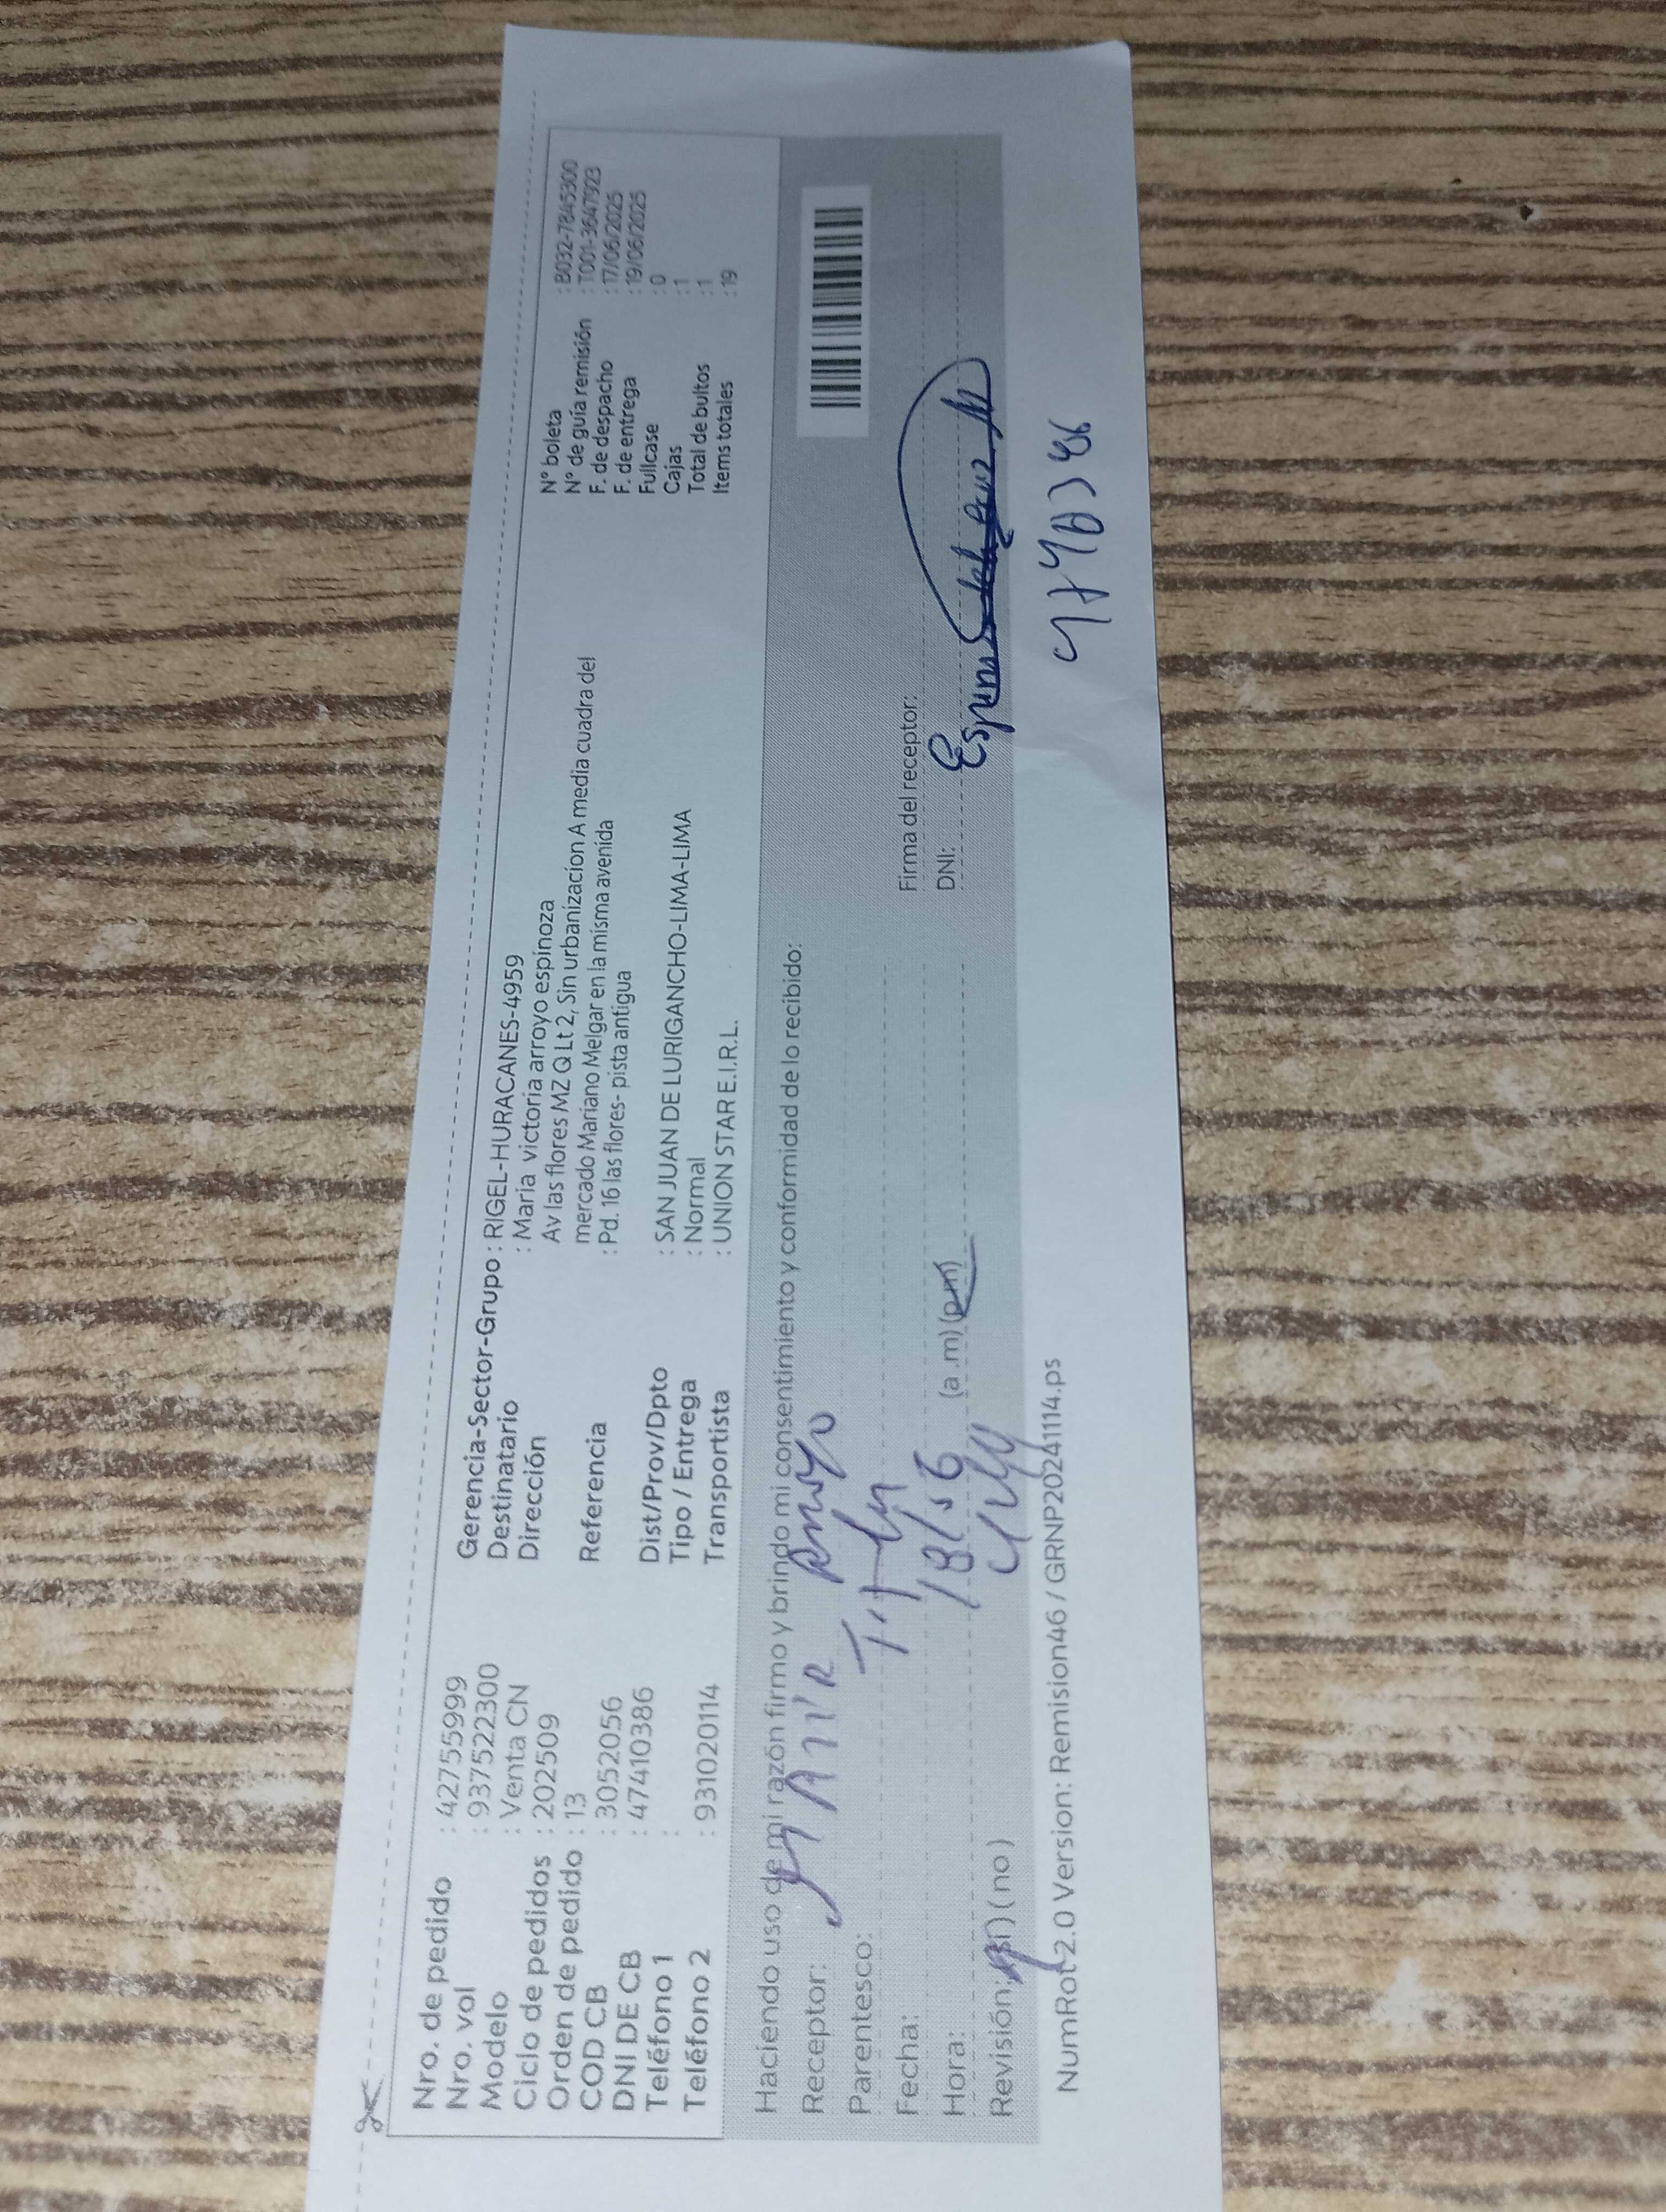 Nro. de pedido : 42755999
Nro. vol : 937522300
Modelo : Venta CN
Ciclo de pedidos : 202509
Orden de pedido : 13
COD CB : 3052056
DNI DE CB : 47410386
Teléfono 1 :
Teléfono 2 : 931020114
Gerencia-Sector-Grupo : RIGEL-HURACANES-4959
Destinatario : Maria victoria arroyo espinoza
Dirección Av las flores MZ Q Lt 2, Sin urbanizacion A media cuadra del
mercado Mariano Melgar en la misma avenida
Referencia : Pd. 16 las flores- pista antigua
Dist/Prov/Dpto : SAN JUAN DE LURIGANCHO-LIMA-LIMA
Tipo / Entrega : Normal
Transportista : UNION STAR E.I.R.L.
N° boleta : B032-7845300
N° de guía remisión : T001-3647923
F. de despacho : 17/06/2025
F. de entrega : 19/06/2025
Fullcase : 0
Cajas : 1
Total de bultos : 1
Items totales : 19
Haciendo uso de mi razón firmo y brindo mi consentimiento y conformidad de lo recibido:
Receptor: MARIA Arroyo
Parentesco:
Fecha:
Hora: (a .m) (p.m)
Revisión: (si) (no)
Firma del receptor:
DNI:
NumRot2.0 Version: Remision46 / GRNP20241114.ps